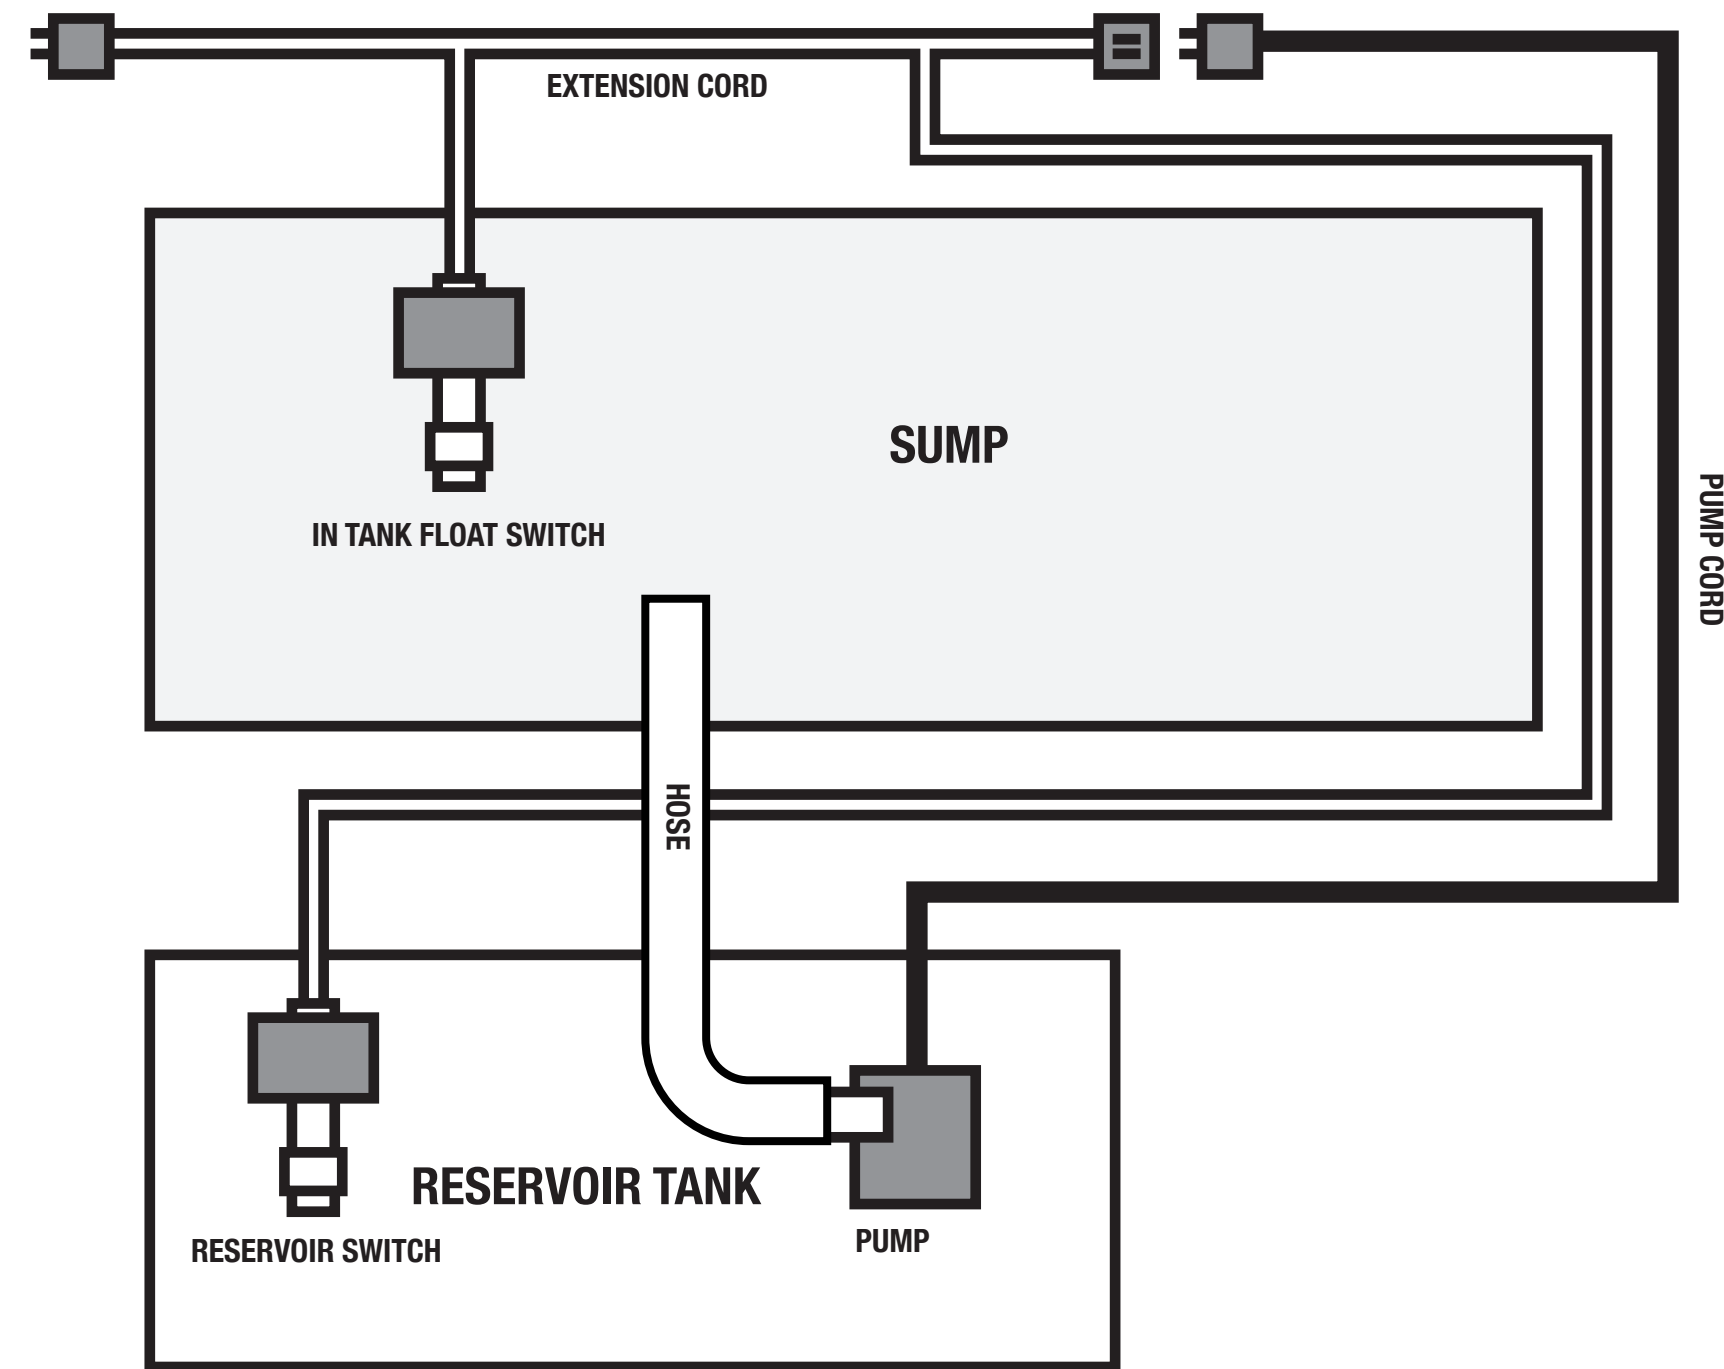 EXTENSION CORD
SUMP
IN TANK FLOAT SWITCH
PUMP CORD
HOSE
RESERVOIR TANK
PUMP
RESERVOIR SWITCH